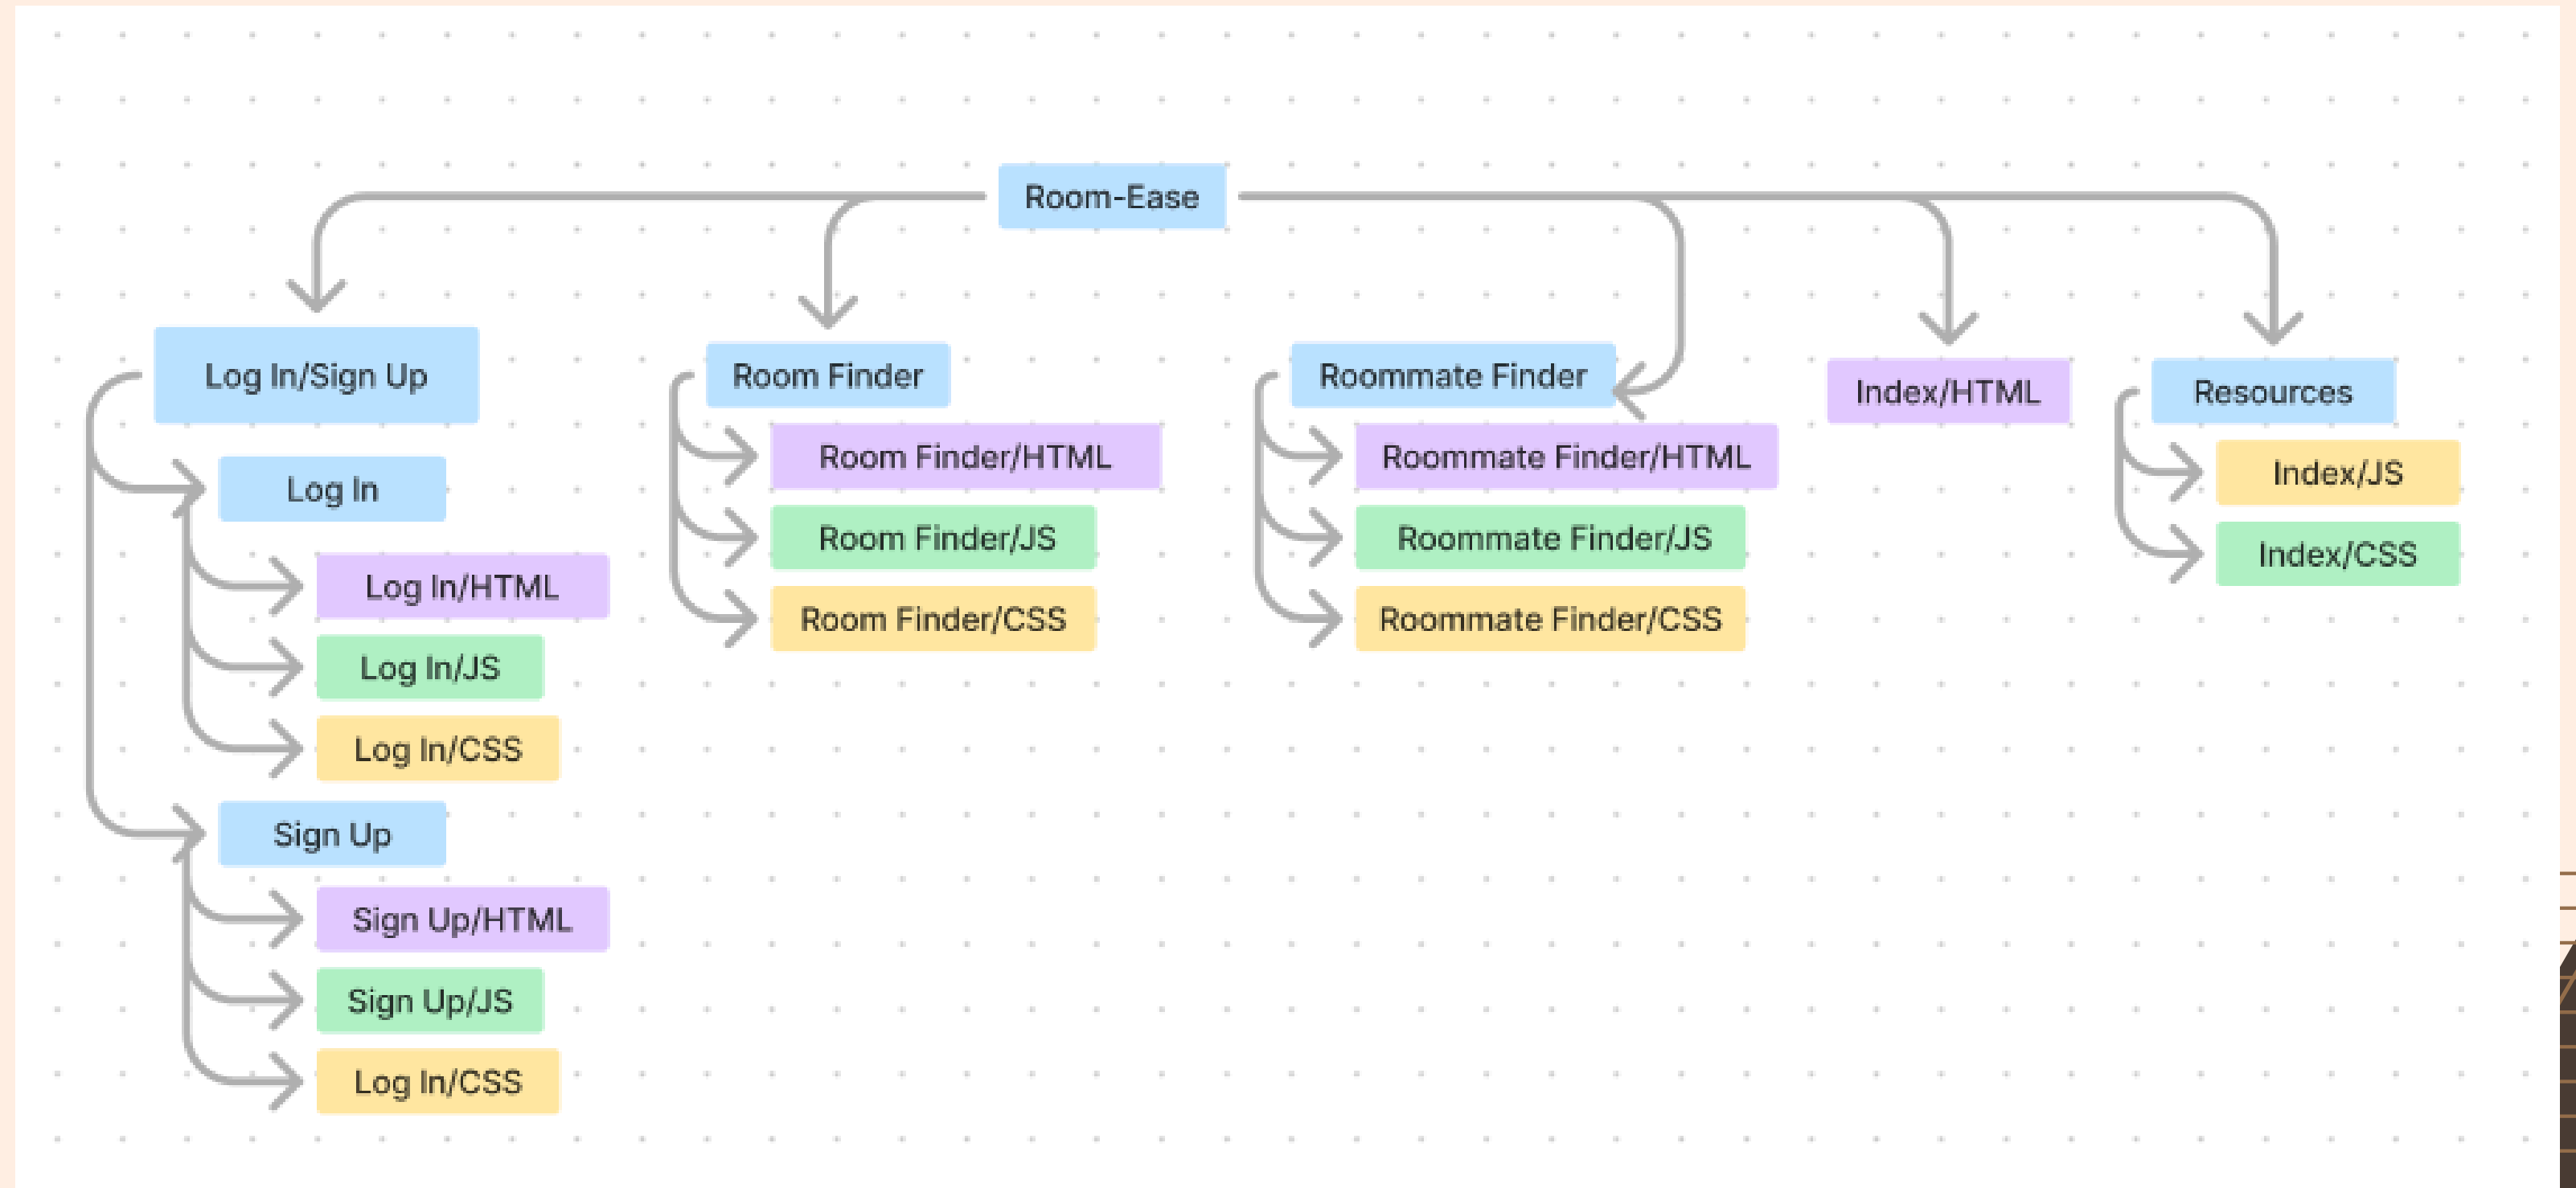 Room-Ease
Log In/Sign Up
Log In
Log In/HTML
Log In/JS
Log In/CSS
Sign Up
Sign Up/HTML
Sign Up/JS
Log In/CSS
Room Finder
Room Finder/HTML
Room Finder/JS
Room Finder/CSS
Roommate Finder
Roommate Finder/HTML
Roommate Finder/JS
Roommate Finder/CSS
Index/HTML
Resources
Index/JS
Index/CSS